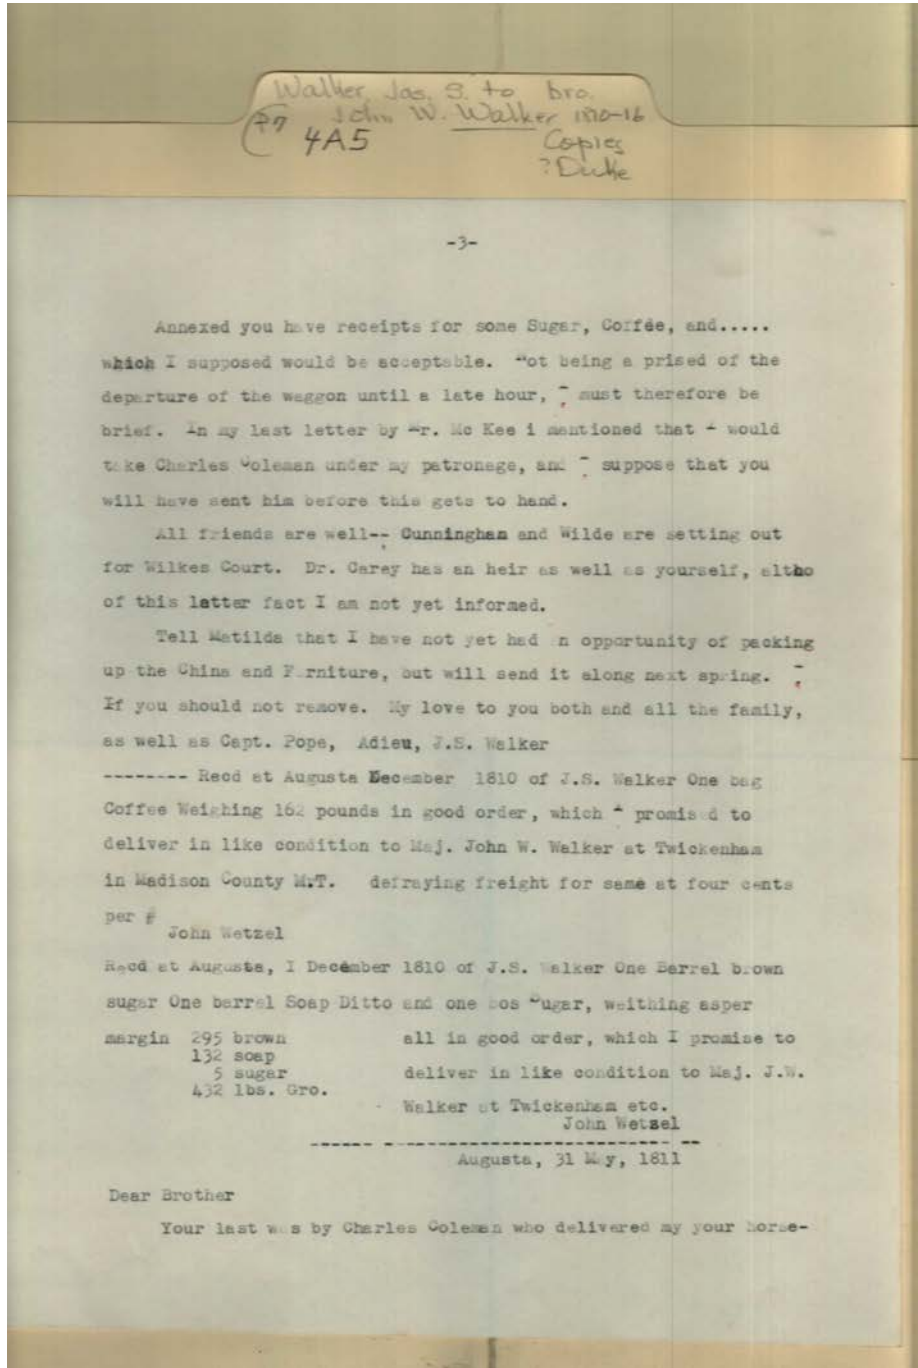 Walker, Jas. S. to bro.
John W. Walker 1810-16
P7
4A5
Copies
? Duke
-3-
Annexed you have receipts for some Sugar, Coffee, and.....
which I supposed would be acceptable. Not being a prised of the
departure of the waggon until a late hour, I must therefore be
brief. In my last letter by Mr. Mc Kee i mentioned that I would
take Charles Coleman under my patronege, and I suppose that you
will have sent him before this gets to hand.
All friends are well-- Cunningham and Wilde are setting out
for Wilkes Court. Dr. Carey has an heir as well as yourself, altho
of this latter fact I am not yet informed.
Tell Matilda that I have not yet had n opportunity of packing
up the China and Furniture, but will send it along next spring.
If you should not remove. My love to you both and all the family,
as well as Capt. Pope, Adieu, J.S. Walker
-------- Recd at Augusta December 1810 of J.S. Walker One bag
Coffee Weighing 162 pounds in good order, which I promised to
deliver in like condition to Maj. John W. Walker at Twickenham
in Madison County M.T. defraying freight for same at four cents
per #
John Wetzel
Recd at Augusta, I December 1810 of J.S. Walker One Barrel brown
sugar One barrel Soap Ditto and one bos Sugar, weithing asper
margin 295 brown all in good order, which I promise to
132 soap
5 sugar deliver in like condition to Maj. J.W.
432 lbs. Gro.
Walker at Twickenham etc.
John Wetzel
Augusta, 31 May, 1811
Dear Brother
Your last was by Charles Coleman who delivered my your horse-